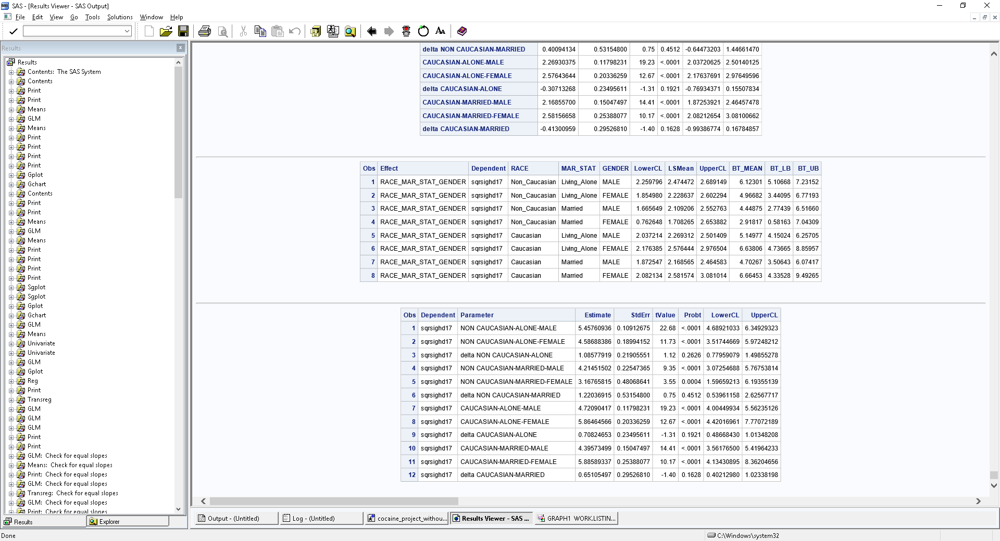 SAS - [Results Viewer - SAS Output]
File Edit View Go Tools Solutions Window Help
Results
Results
Contents: The SAS System
Contents
Print
Print
Means
GLM
Means
Print
Print
Print
Print
Gplot
Gchart
Contents
Print
Print
Means
GLM
Means
Print
Print
Print
Print
Sgplot
Sgplot
Gplot
Gchart
GLM
Means
Univariate
Univariate
GLM
Gplot
Reg
Print
Transreg
GLM
GLM
GLM
Print
Print
GLM: Check for equal slopes
Means: Check for equal slopes
Print: Check for equal slopes
GLM: Check for equal slopes
Transreg: Check for equal slopes
GLM: Check for equal slopes
Print: Check for equal slopes
Results Explorer
delta NON CAUCASIAN-MARRIED 0.40094134 0.53154800 0.75 0.4512 -0.64473203 1.44661470
CAUCASIAN-ALONE-MALE 2.26930375 0.11798231 19.23 <.0001 2.03720625 2.50140125
CAUCASIAN-ALONE-FEMALE 2.57643644 0.20336259 12.67 <.0001 2.17637691 2.97649596
delta CAUCASIAN-ALONE -0.30713268 0.23495611 -1.31 0.1921 -0.76934371 0.15507834
CAUCASIAN-MARRIED-MALE 2.16855700 0.15047497 14.41 <.0001 1.87253921 2.46457478
CAUCASIAN-MARRIED-FEMALE 2.58156658 0.25388077 10.17 <.0001 2.08212654 3.08100662
delta CAUCASIAN-MARRIED -0.41300959 0.29526810 -1.40 0.1628 -0.99386774 0.16784857
Obs Effect Dependent RACE MAR_STAT GENDER LowerCL LSMean UpperCL BT_MEAN BT_LB BT_UB
1 RACE_MAR_STAT_GENDER sqrsighd17 Non_Caucasian Living_Alone MALE 2.259796 2.474472 2.689149 6.12301 5.10668 7.23152
2 RACE_MAR_STAT_GENDER sqrsighd17 Non_Caucasian Living_Alone FEMALE 1.854980 2.228637 2.602294 4.96682 3.44095 6.77193
3 RACE_MAR_STAT_GENDER sqrsighd17 Non_Caucasian Married MALE 1.665649 2.109206 2.552763 4.44875 2.77439 6.51660
4 RACE_MAR_STAT_GENDER sqrsighd17 Non_Caucasian Married FEMALE 0.762648 1.708265 2.653882 2.91817 0.58163 7.04309
5 RACE_MAR_STAT_GENDER sqrsighd17 Caucasian Living_Alone MALE 2.037214 2.269312 2.501409 5.14977 4.15024 6.25705
6 RACE_MAR_STAT_GENDER sqrsighd17 Caucasian Living_Alone FEMALE 2.176385 2.576444 2.976504 6.63806 4.73665 8.85957
7 RACE_MAR_STAT_GENDER sqrsighd17 Caucasian Married MALE 1.872547 2.168565 2.464583 4.70267 3.50643 6.07417
8 RACE_MAR_STAT_GENDER sqrsighd17 Caucasian Married FEMALE 2.082134 2.581574 3.081014 6.66453 4.33528 9.49265
Obs Dependent Parameter Estimate StdErr tValue Probt LowerCL UpperCL
1 sqrsighd17 NON CAUCASIAN-ALONE-MALE 5.45760936 0.10912675 22.68 <.0001 4.68921033 6.34929323
2 sqrsighd17 NON CAUCASIAN-ALONE-FEMALE 4.58688386 0.18994152 11.73 <.0001 3.51744669 5.97248212
3 sqrsighd17 delta NON CAUCASIAN-ALONE 1.08577919 0.21905551 1.12 0.2626 0.77959079 1.49855278
4 sqrsighd17 NON CAUCASIAN-MARRIED-MALE 4.21451502 0.22547365 9.35 <.0001 3.07254688 5.76753814
5 sqrsighd17 NON CAUCASIAN-MARRIED-FEMALE 3.16765815 0.48068641 3.55 0.0004 1.59659213 6.19355139
6 sqrsighd17 delta NON CAUCASIAN-MARRIED 1.22036915 0.53154800 0.75 0.4512 0.53961158 2.62567717
7 sqrsighd17 CAUCASIAN-ALONE-MALE 4.72090417 0.11798231 19.23 <.0001 4.00449934 5.56235126
8 sqrsighd17 CAUCASIAN-ALONE-FEMALE 5.86464566 0.20336259 12.67 <.0001 4.42016961 7.77072189
9 sqrsighd17 delta CAUCASIAN-ALONE 0.70824653 0.23495611 -1.31 0.1921 0.48668430 1.01348208
10 sqrsighd17 CAUCASIAN-MARRIED-MALE 4.39573499 0.15047497 14.41 <.0001 3.56176500 5.41964233
11 sqrsighd17 CAUCASIAN-MARRIED-FEMALE 5.88589337 0.25388077 10.17 <.0001 4.13430895 8.36204656
12 sqrsighd17 delta CAUCASIAN-MARRIED 0.65105497 0.29526810 -1.40 0.1628 0.40212980 1.02338198
Output - (Untitled) Log - (Untitled) cocaine_project_withou... Results Viewer - SAS ... GRAPH1 WORK.LISTIN...
Done C:\Windows\system32